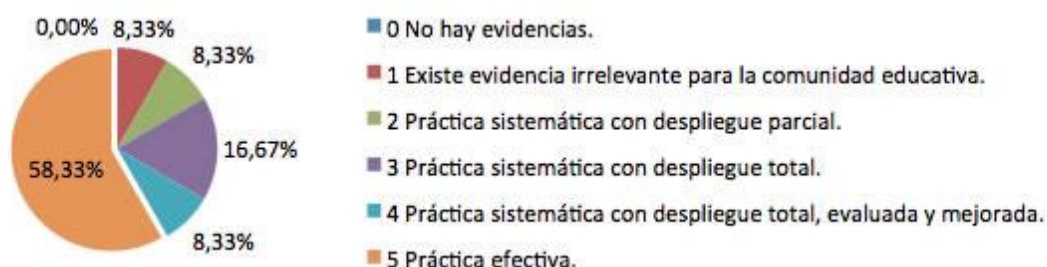 0,00% 8,33%
8,33%
16,67%
58,33%
8,33%
0 No hay evidencias.
1 Existe evidencia irrelevante para la comunidad educativa.
2 Práctica sistemática con despliegue parcial.
3 Práctica sistemática con despliegue total.
4 Práctica sistemática con despliegue total, evaluada y mejorada.
5 Práctica efectiva.